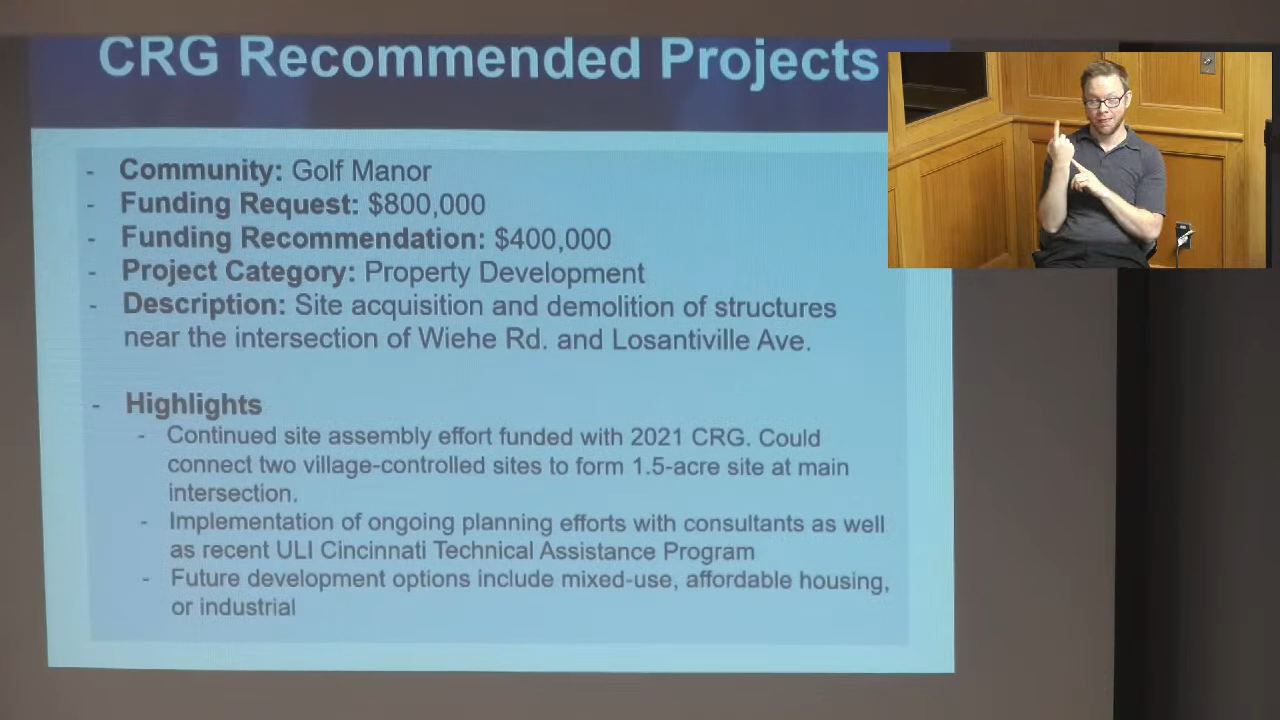 CRG Recommended Projects
- Community: Golf Manor
- Funding Request: $800,000
- Funding Recommendation: $400,000
- Project Category: Property Development
- Description: Site acquisition and demolition of structures
near the intersection of Wiehe Rd. and Losantiville Ave.
- Highlights
- Continued site assembly effort funded with 2021 CRG. Could
connect two village-controlled sites to form 1.5-acre site at main
intersection.
- Implementation of ongoing planning efforts with consultants as well
as recent ULI Cincinnati Technical Assistance Program
- Future development options include mixed-use, affordable housing,
or industrial